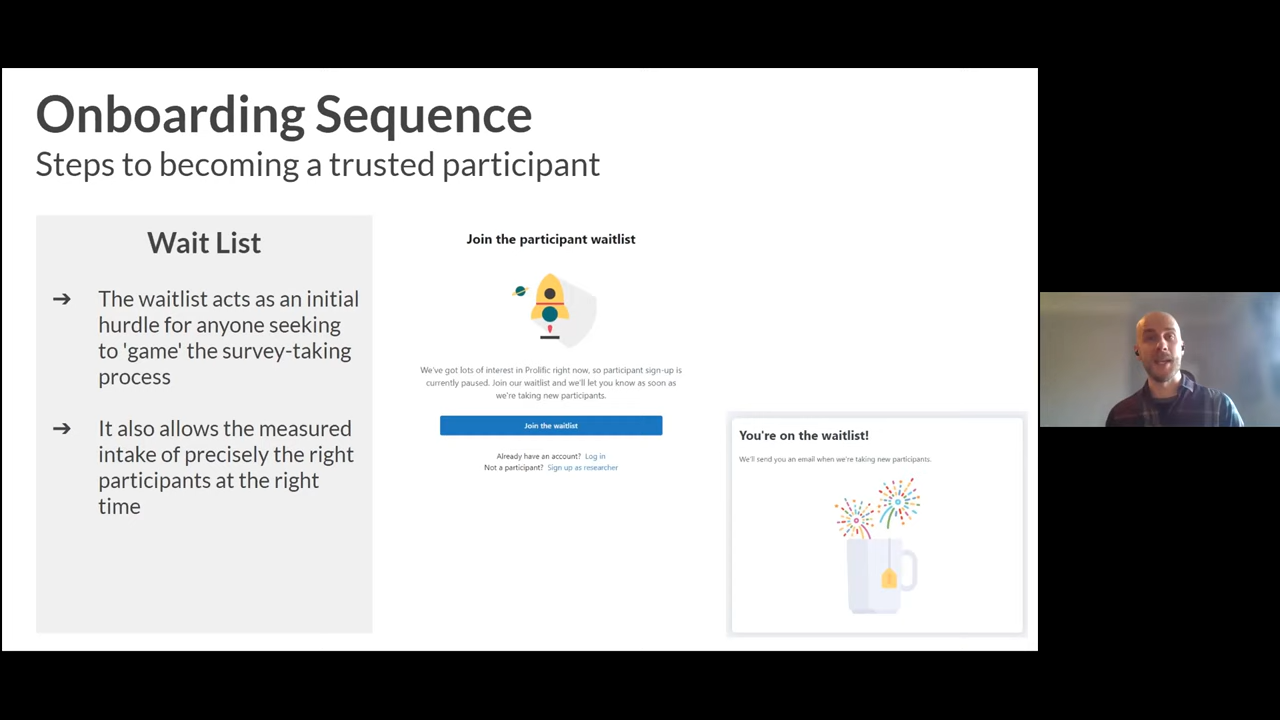 Onboarding Sequence
Steps to becoming a trusted participant
Wait List
➔ The waitlist acts as an initial
hurdle for anyone seeking
to 'game' the survey-taking
process
➔ It also allows the measured
intake of precisely the right
participants at the right
time
Join the participant waitlist
We've got lots of interest in Prolific right now, so participant sign-up is
currently paused. Join our waitlist and we'll let you know as soon as
we're taking new participants.
Join the waitlist
Already have an account? Log in
Not a participant? Sign up as researcher
You're on the waitlist!
We'll send you an email when we're taking new participants.